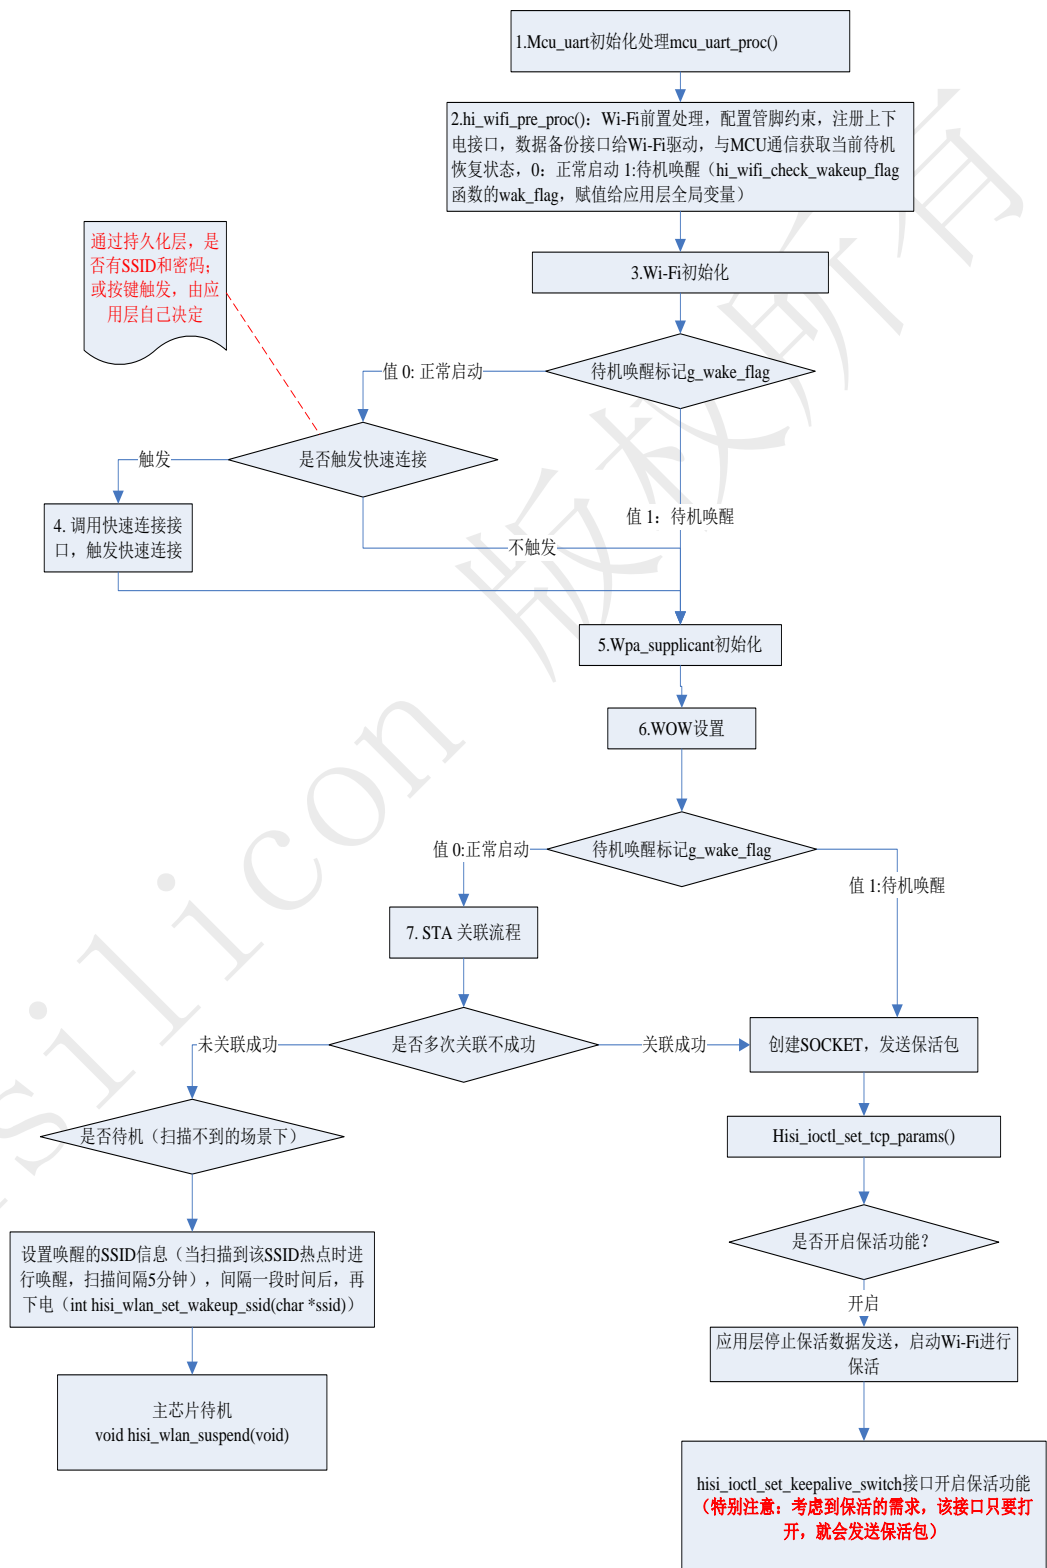 1.Mcu_uart初始化处理mcu_uart_proc()
2.hi_wifi_pre_proc()：Wi-Fi前置处理，配置管脚约束，注册上下
电接口，数据备份接口给Wi-Fi驱动，与MCU通信获取当前待机
恢复状态，0：正常启动 1:待机唤醒（hi_wifi_check_wakeup_flag
函数的wak_flag，赋值给应用层全局变量）
通过持久化层，是
否有SSID和密码；
或按键触发，由应
用层自己决定
3.Wi-Fi初始化
待机唤醒标记g_wake_flag
值 0: 正常启动
是否触发快速连接
触发
4. 调用快速连接接
口，触发快速连接
值 1：待机唤醒
不触发
5.Wpa_supplicant初始化
6.WOW设置
待机唤醒标记g_wake_flag
值 0:正常启动
值 1:待机唤醒
7. STA 关联流程
是否多次关联不成功
未关联成功
关联成功
创建SOCKET，发送保活包
是否待机（扫描不到的场景下）
Hisi_ioctl_set_tcp_params()
设置唤醒的SSID信息（当扫描到该SSID热点时进
行唤醒，扫描间隔5分钟），间隔一段时间后，再
下电（int hisi_wlan_set_wakeup_ssid(char *ssid)）
是否开启保活功能？
开启
应用层停止保活数据发送，启动Wi-Fi进行
保活
主芯片待机
void hisi_wlan_suspend(void)
hisi_ioctl_set_keepalive_switch接口开启保活功能
（特别注意：考虑到保活的需求，该接口只要打
开，就会发送保活包）
silicon 版权所有